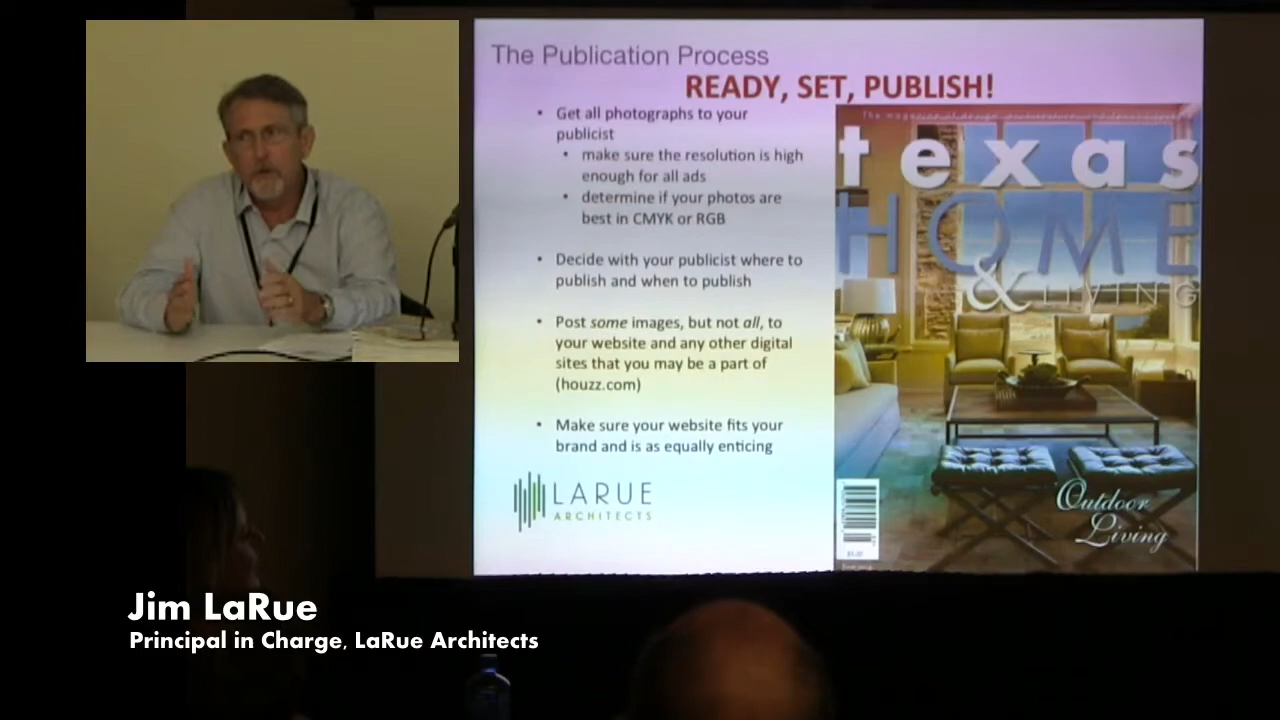 The Publication Process
READY, SET, PUBLISH!
• Get all photographs to your
publicist
• make sure the resolution is high
enough for all ads
• determine if your photos are
best in CMYK or RGB
• Decide with your publicist where to
publish and when to publish
• Post some images, but not all, to
your website and any other digital
sites that you may be a part of
(houzz.com)
• Make sure your website fits your
brand and is as equally enticing
LARUE
ARCHITECTS
texas
HOME
& LIVING
Outdoor
Living
Jim LaRue
Principal in Charge, LaRue Architects